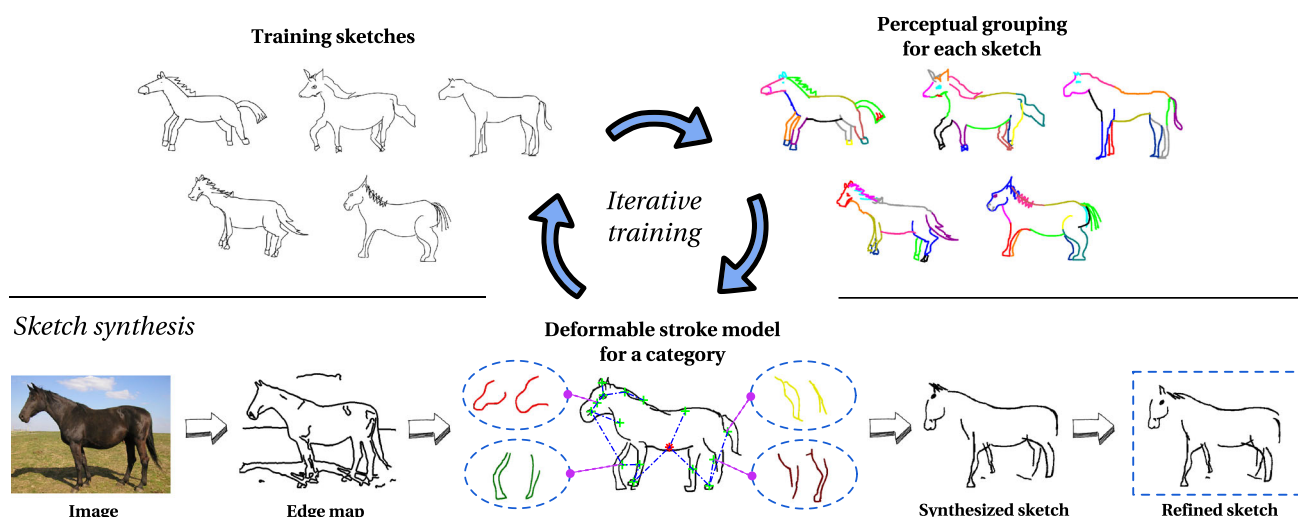 Training sketches
Perceptual grouping
for each sketch
Iterative
training
Sketch synthesis
Deformable stroke model
for a category
Image
Edge map
Synthesized sketch
Refined sketch